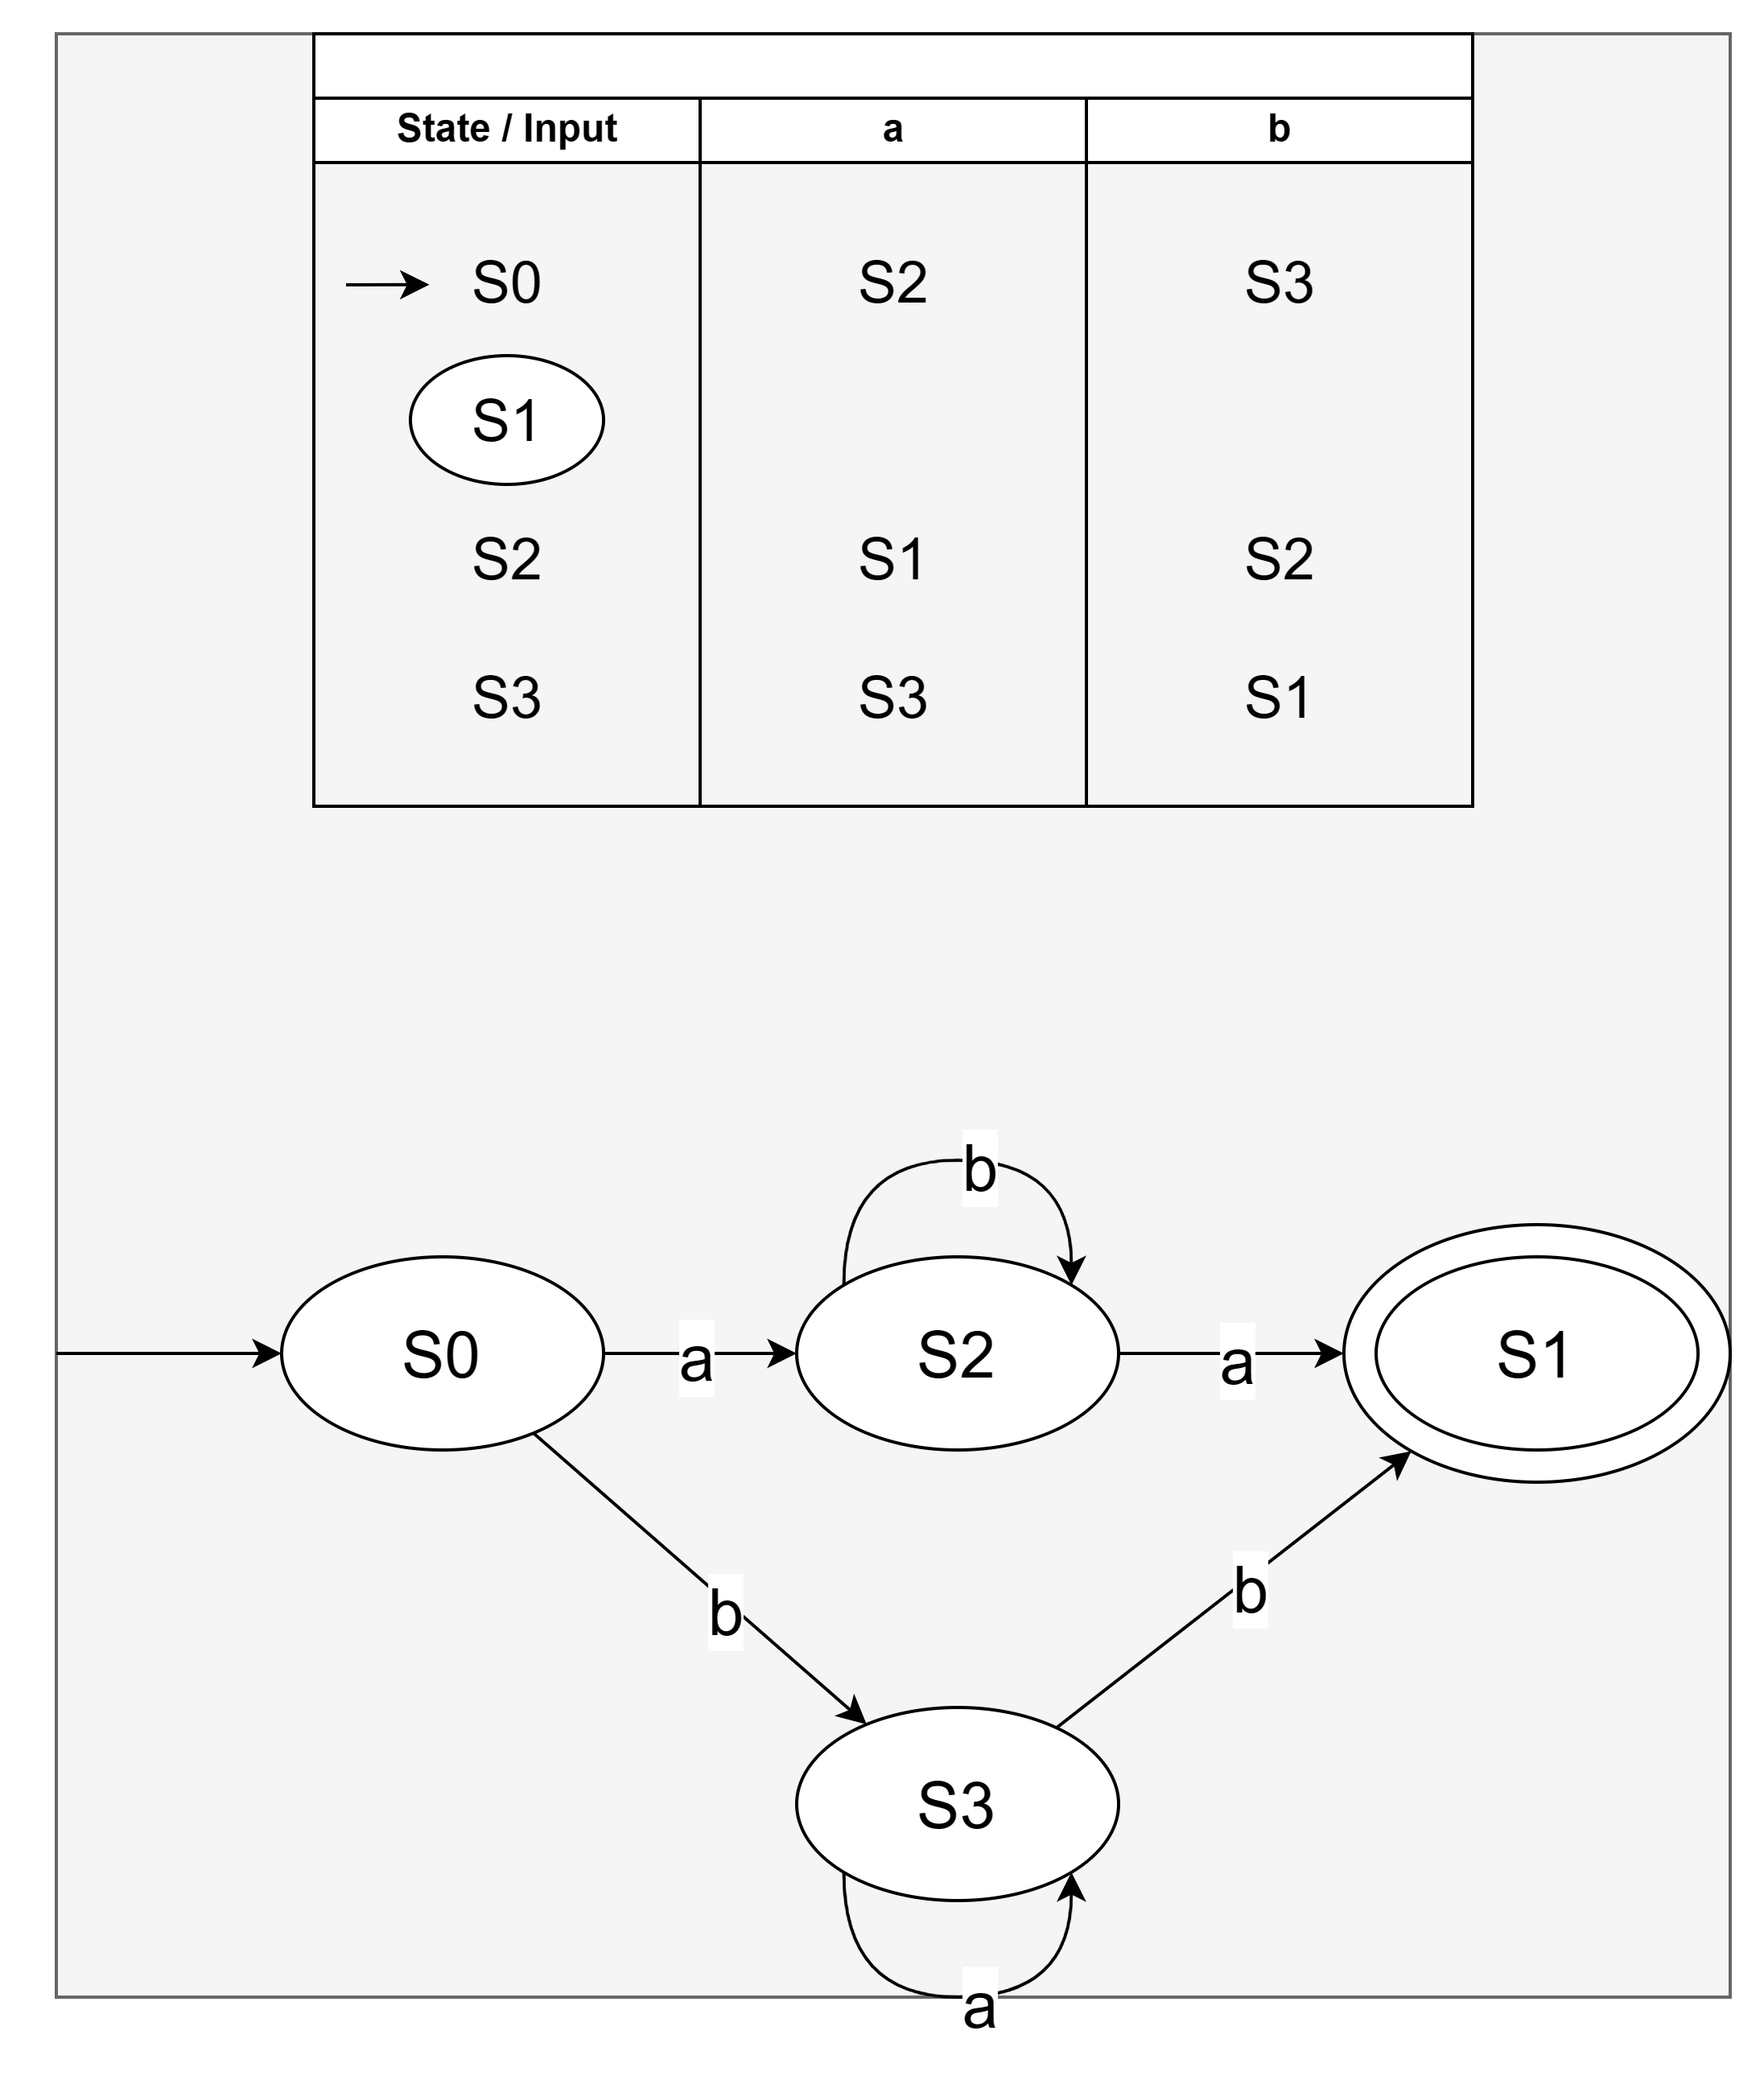 State / Input a b
S0 S2 S3
S1
S2 S1 S2
S3 S3 S1
b
S0 a S2 a S1
b b
S3
a